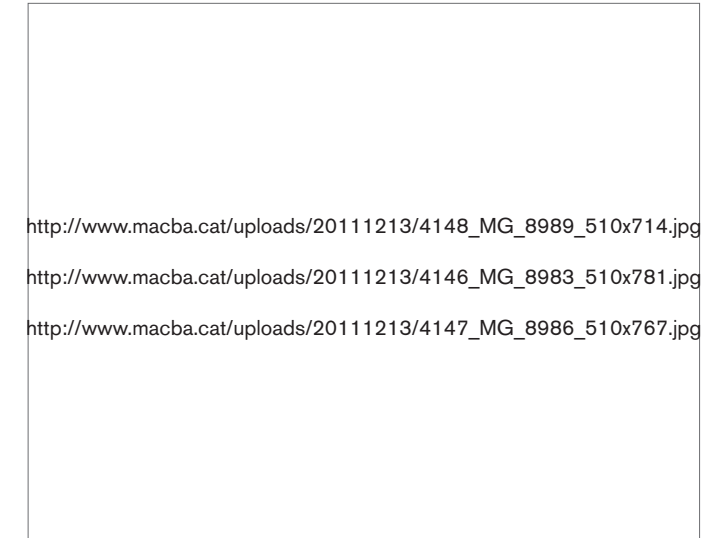 http://www.macba.cat/uploads/20111213/4148_MG_8989_510x714.jpg
http://www.macba.cat/uploads/20111213/4146_MG_8983_510x781.jpg
http://www.macba.cat/uploads/20111213/4147_MG_8986_510x767.jpg